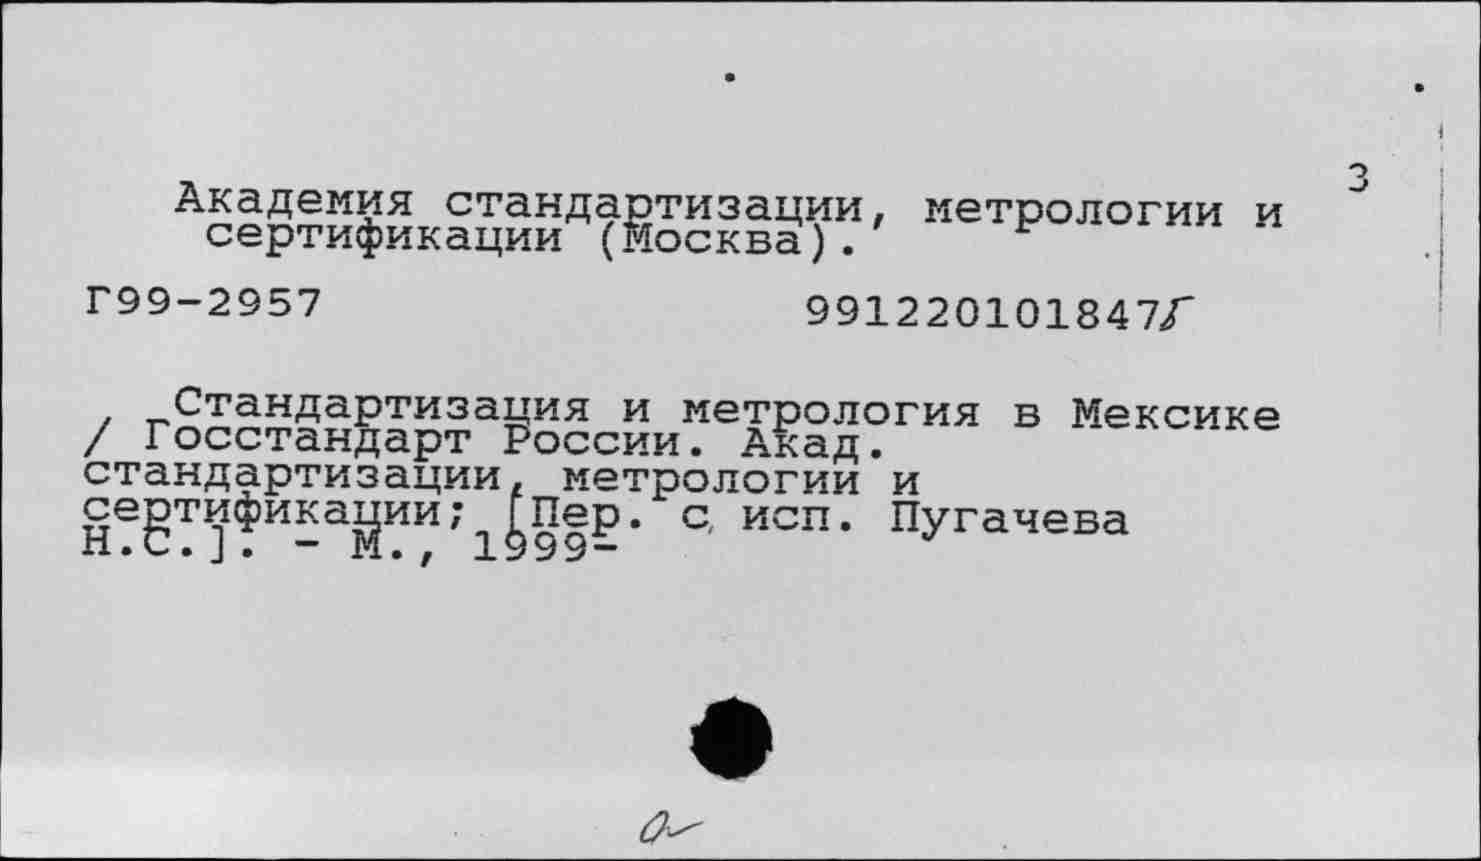 З
Академия стандартизации, метрологии и
сертификации (Москва).
Г99-2957 991220101847Г
Стандартизация и метрология в Мексике
/ Госстандарт России. Акад.
стандартизации, метрологии и
сертификации; [Пер. с исп. Пугачева
Н.С.]. - М., 1999-